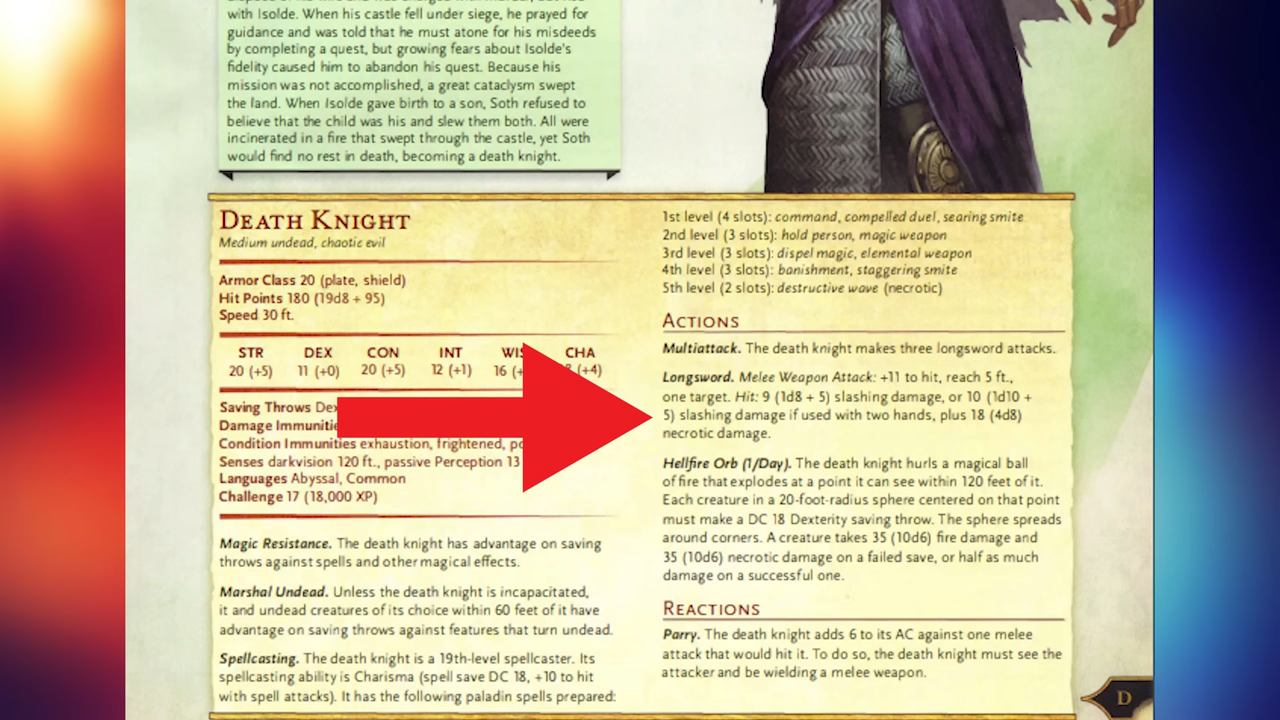 with Isolde. When his castle fell under siege, he prayed for
guidance and was told that he must atone for his misdeeds
by completing a quest, but growing fears about Isolde's
fidelity caused him to abandon his quest. Because his
mission was not accomplished, a great cataclysm swept
the land. When Isolde gave birth to a son, Soth refused to
believe that the child was his and slew them both. All were
incinerated in a fire that swept through the castle, yet Soth
would find no rest in death, becoming a death knight.
Death Knight
Medium undead, chaotic evil
Armor Class 20 (plate, shield)
Hit Points 180 (19d8 + 95)
Speed 30 ft.
STR DEX CON INT WIS CHA
20 (+5) 11 (+0) 20 (+5) 12 (+1) 16 (+ (+4)
Saving Throws Dex
Damage Immunitie
Condition Immunities exhaustion, frightened, po
Senses darkvision 120 ft., passive Perception 13
Languages Abyssal, Common
Challenge 17 (18,000 XP)
Magic Resistance. The death knight has advantage on saving
throws against spells and other magical effects.
Marshal Undead. Unless the death knight is incapacitated,
it and undead creatures of its choice within 60 feet of it have
advantage on saving throws against features that turn undead.
Spellcasting. The death knight is a 19th-level spellcaster. Its
spellcasting ability is Charisma (spell save DC 18, +10 to hit
with spell attacks). It has the following paladin spells prepared:
1st level (4 slots): command, compelled duel, searing smite
2nd level (3 slots): hold person, magic weapon
3rd level (3 slots): dispel magic, elemental weapon
4th level (3 slots): banishment, staggering smite
5th level (2 slots): destructive wave (necrotic)
Actions
Multiattack. The death knight makes three longsword attacks.
Longsword. Melee Weapon Attack: +11 to hit, reach 5 ft.,
one target. Hit: 9 (1d8 + 5) slashing damage, or 10 (1d10 +
5) slashing damage if used with two hands, plus 18 (4d8)
necrotic damage.
Hellfire Orb (1/Day). The death knight hurls a magical ball
of fire that explodes at a point it can see within 120 feet of it.
Each creature in a 20-foot-radius sphere centered on that point
must make a DC 18 Dexterity saving throw. The sphere spreads
around corners. A creature takes 35 (10d6) fire damage and
35 (10d6) necrotic damage on a failed save, or half as much
damage on a successful one.
Reactions
Parry. The death knight adds 6 to its AC against one melee
attack that would hit it. To do so, the death knight must see the
attacker and be wielding a melee weapon.
D